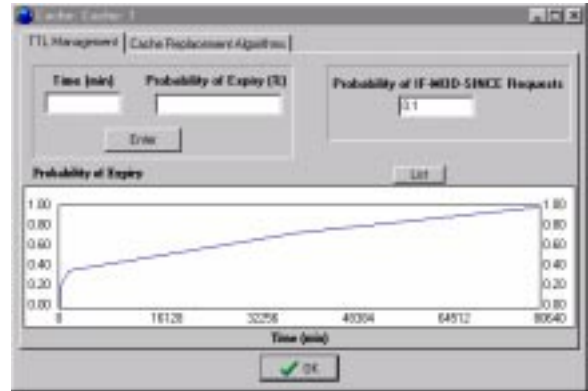 Cache: Cache: 1
TTL Management Cache Replacement Algorithms
Time (min) Probability of Expiry (%)
Probability of IF-MOD-SINCE Requests
0.1
Enter
Probability of Expiry
List
1.00 1.00
0.80 0.80
0.60 0.60
0.40 0.40
0.20 0.20
0.00 0.00
0 16128 32256 48384 64512 80640
Time (min)
OK